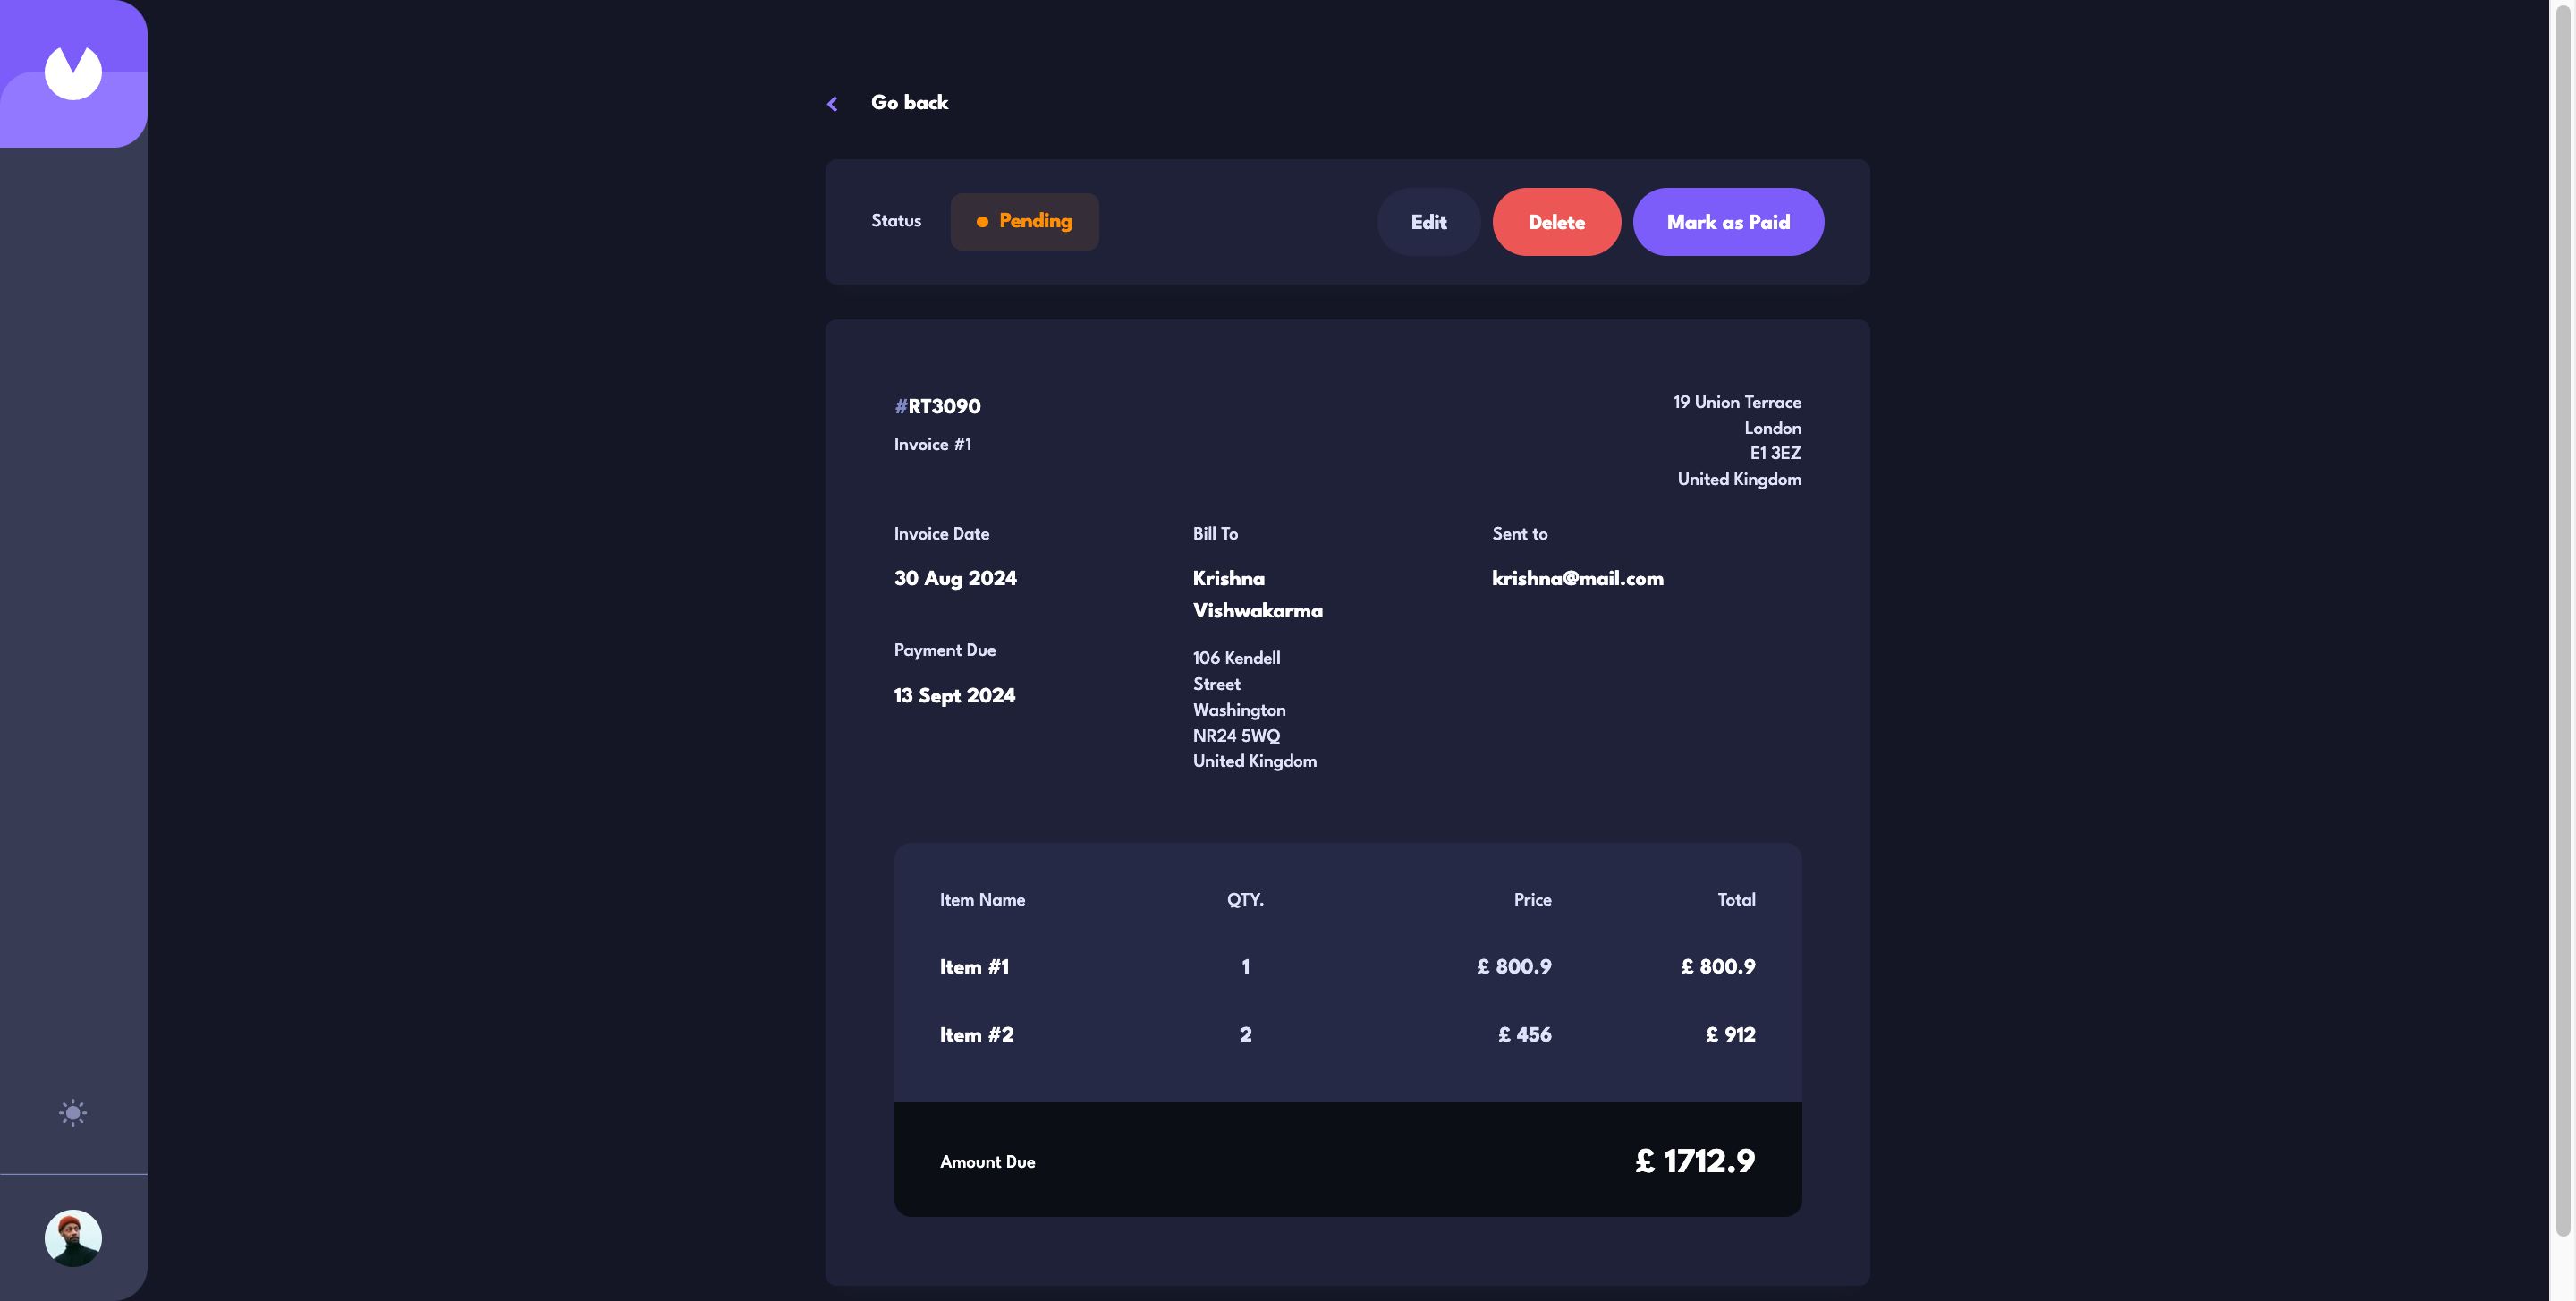 Go back
Status
Pending
Edit
Delete
Mark as Paid
#RT3090
Invoice #1
19 Union Terrace
London
E1 3EZ
United Kingdom
Invoice Date
30 Aug 2024
Payment Due
13 Sept 2024
Bill To
Krishna
Vishwakarma
106 Kendell
Street
Washington
NR24 5WQ
United Kingdom
Sent to
krishna@mail.com
Item Name QTY. Price Total
Item #1 1 £ 800.9 £ 800.9
Item #2 2 £ 456 £ 912
Amount Due £ 1712.9